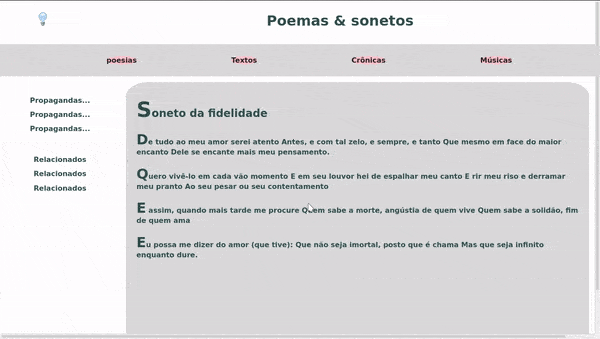 Poemas & sonetos
poesias Textos Crônicas Músicas
Propagandas...
Propagandas...
Propagandas...
Relacionados
Relacionados
Relacionados
Soneto da fidelidade
De tudo ao meu amor serei atento Antes, e com tal zelo, e sempre, e tanto Que mesmo em face do maior
encanto Dele se encante mais meu pensamento.
Quero vivê-lo em cada vão momento E em seu louvor hei de espalhar meu canto E rir meu riso e derramar
meu pranto Ao seu pesar ou seu contentamento
E assim, quando mais tarde me procure Quem sabe a morte, angústia de quem vive Quem sabe a solidão, fim
de quem ama
Eu possa me dizer do amor (que tive): Que não seja imortal, posto que é chama Mas que seja infinito
enquanto dure.